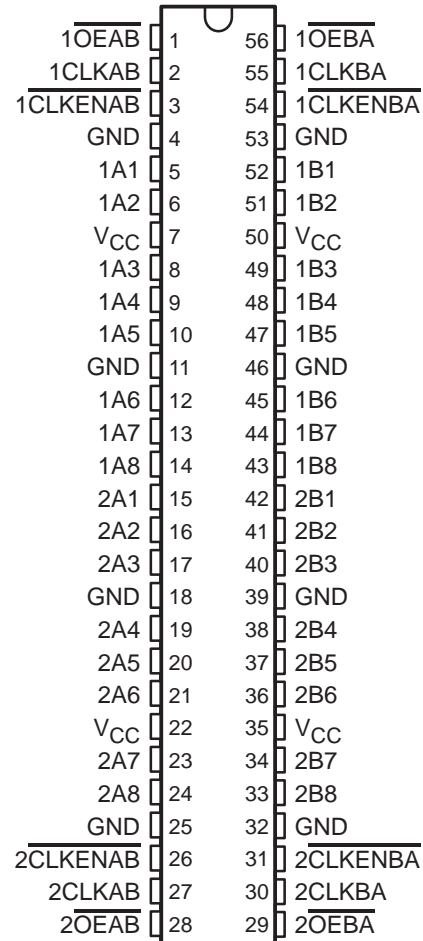 1OEAB 1 56 1OEBA
1CLKAB 2 55 1CLKBA
1CLKENAB 3 54 1CLKENBA
GND 4 53 GND
1A1 5 52 1B1
1A2 6 51 1B2
VCC 7 50 VCC
1A3 8 49 1B3
1A4 9 48 1B4
1A5 10 47 1B5
GND 11 46 GND
1A6 12 45 1B6
1A7 13 44 1B7
1A8 14 43 1B8
2A1 15 42 2B1
2A2 16 41 2B2
2A3 17 40 2B3
GND 18 39 GND
2A4 19 38 2B4
2A5 20 37 2B5
2A6 21 36 2B6
VCC 22 35 VCC
2A7 23 34 2B7
2A8 24 33 2B8
GND 25 32 GND
2CLKENAB 26 31 2CLKENBA
2CLKAB 27 30 2CLKBA
2OEAB 28 29 2OEBA